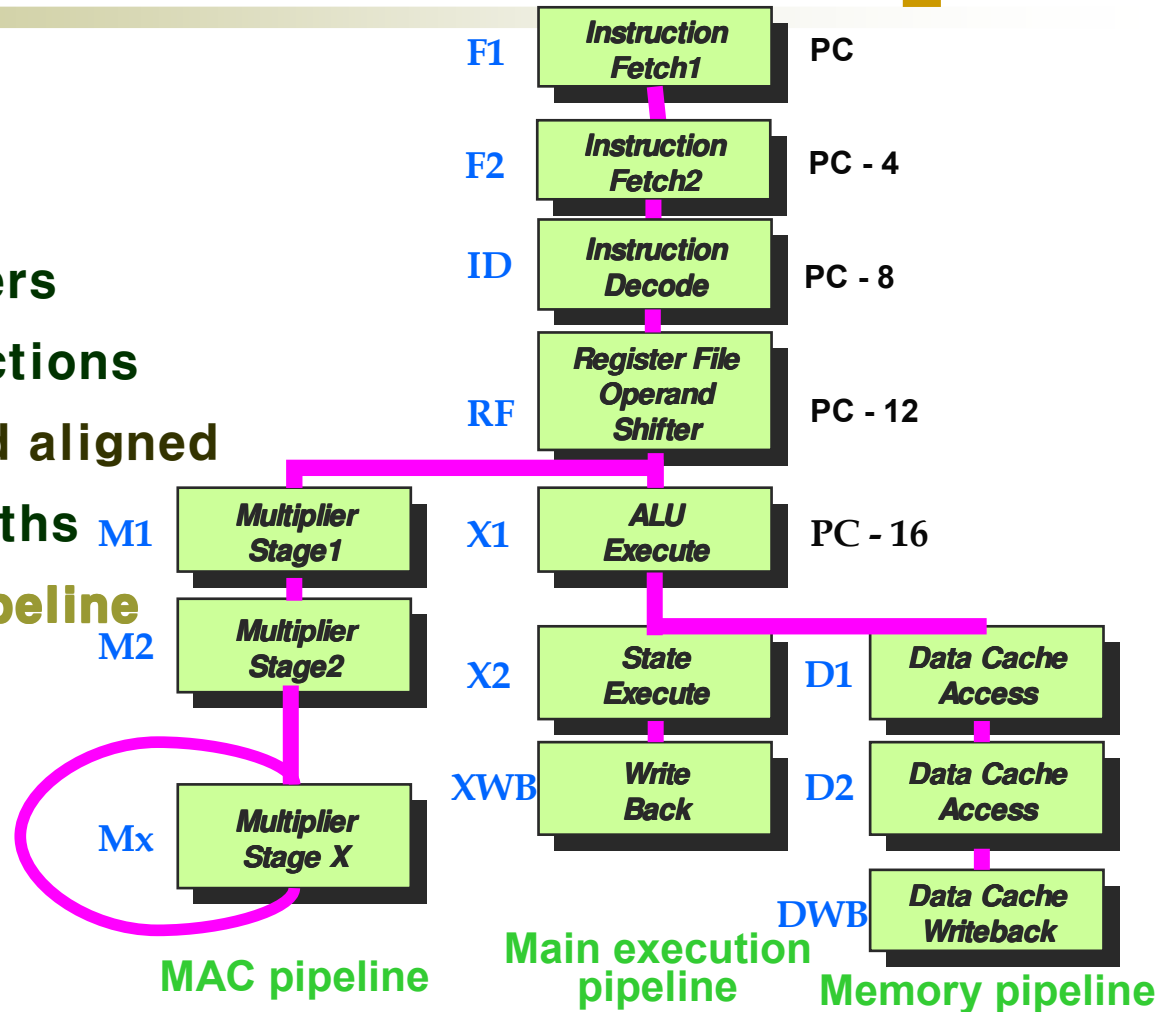 F1
Instruction
Fetch1
PC
F2
Instruction
Fetch2
PC - 4
ID
Instruction
Decode
PC - 8
RF
Register File
Operand
Shifter
PC - 12
ers
ctions
d aligned
ths
peline
M1
Multiplier
Stage1
X1
ALU
Execute
PC - 16
M2
Multiplier
Stage2
X2
State
Execute
D1
Data Cache
Access
Mx
Multiplier
Stage X
XWB
Write
Back
D2
Data Cache
Access
DWB
Data Cache
Writeback
MAC pipeline
Main execution
pipeline
Memory pipeline